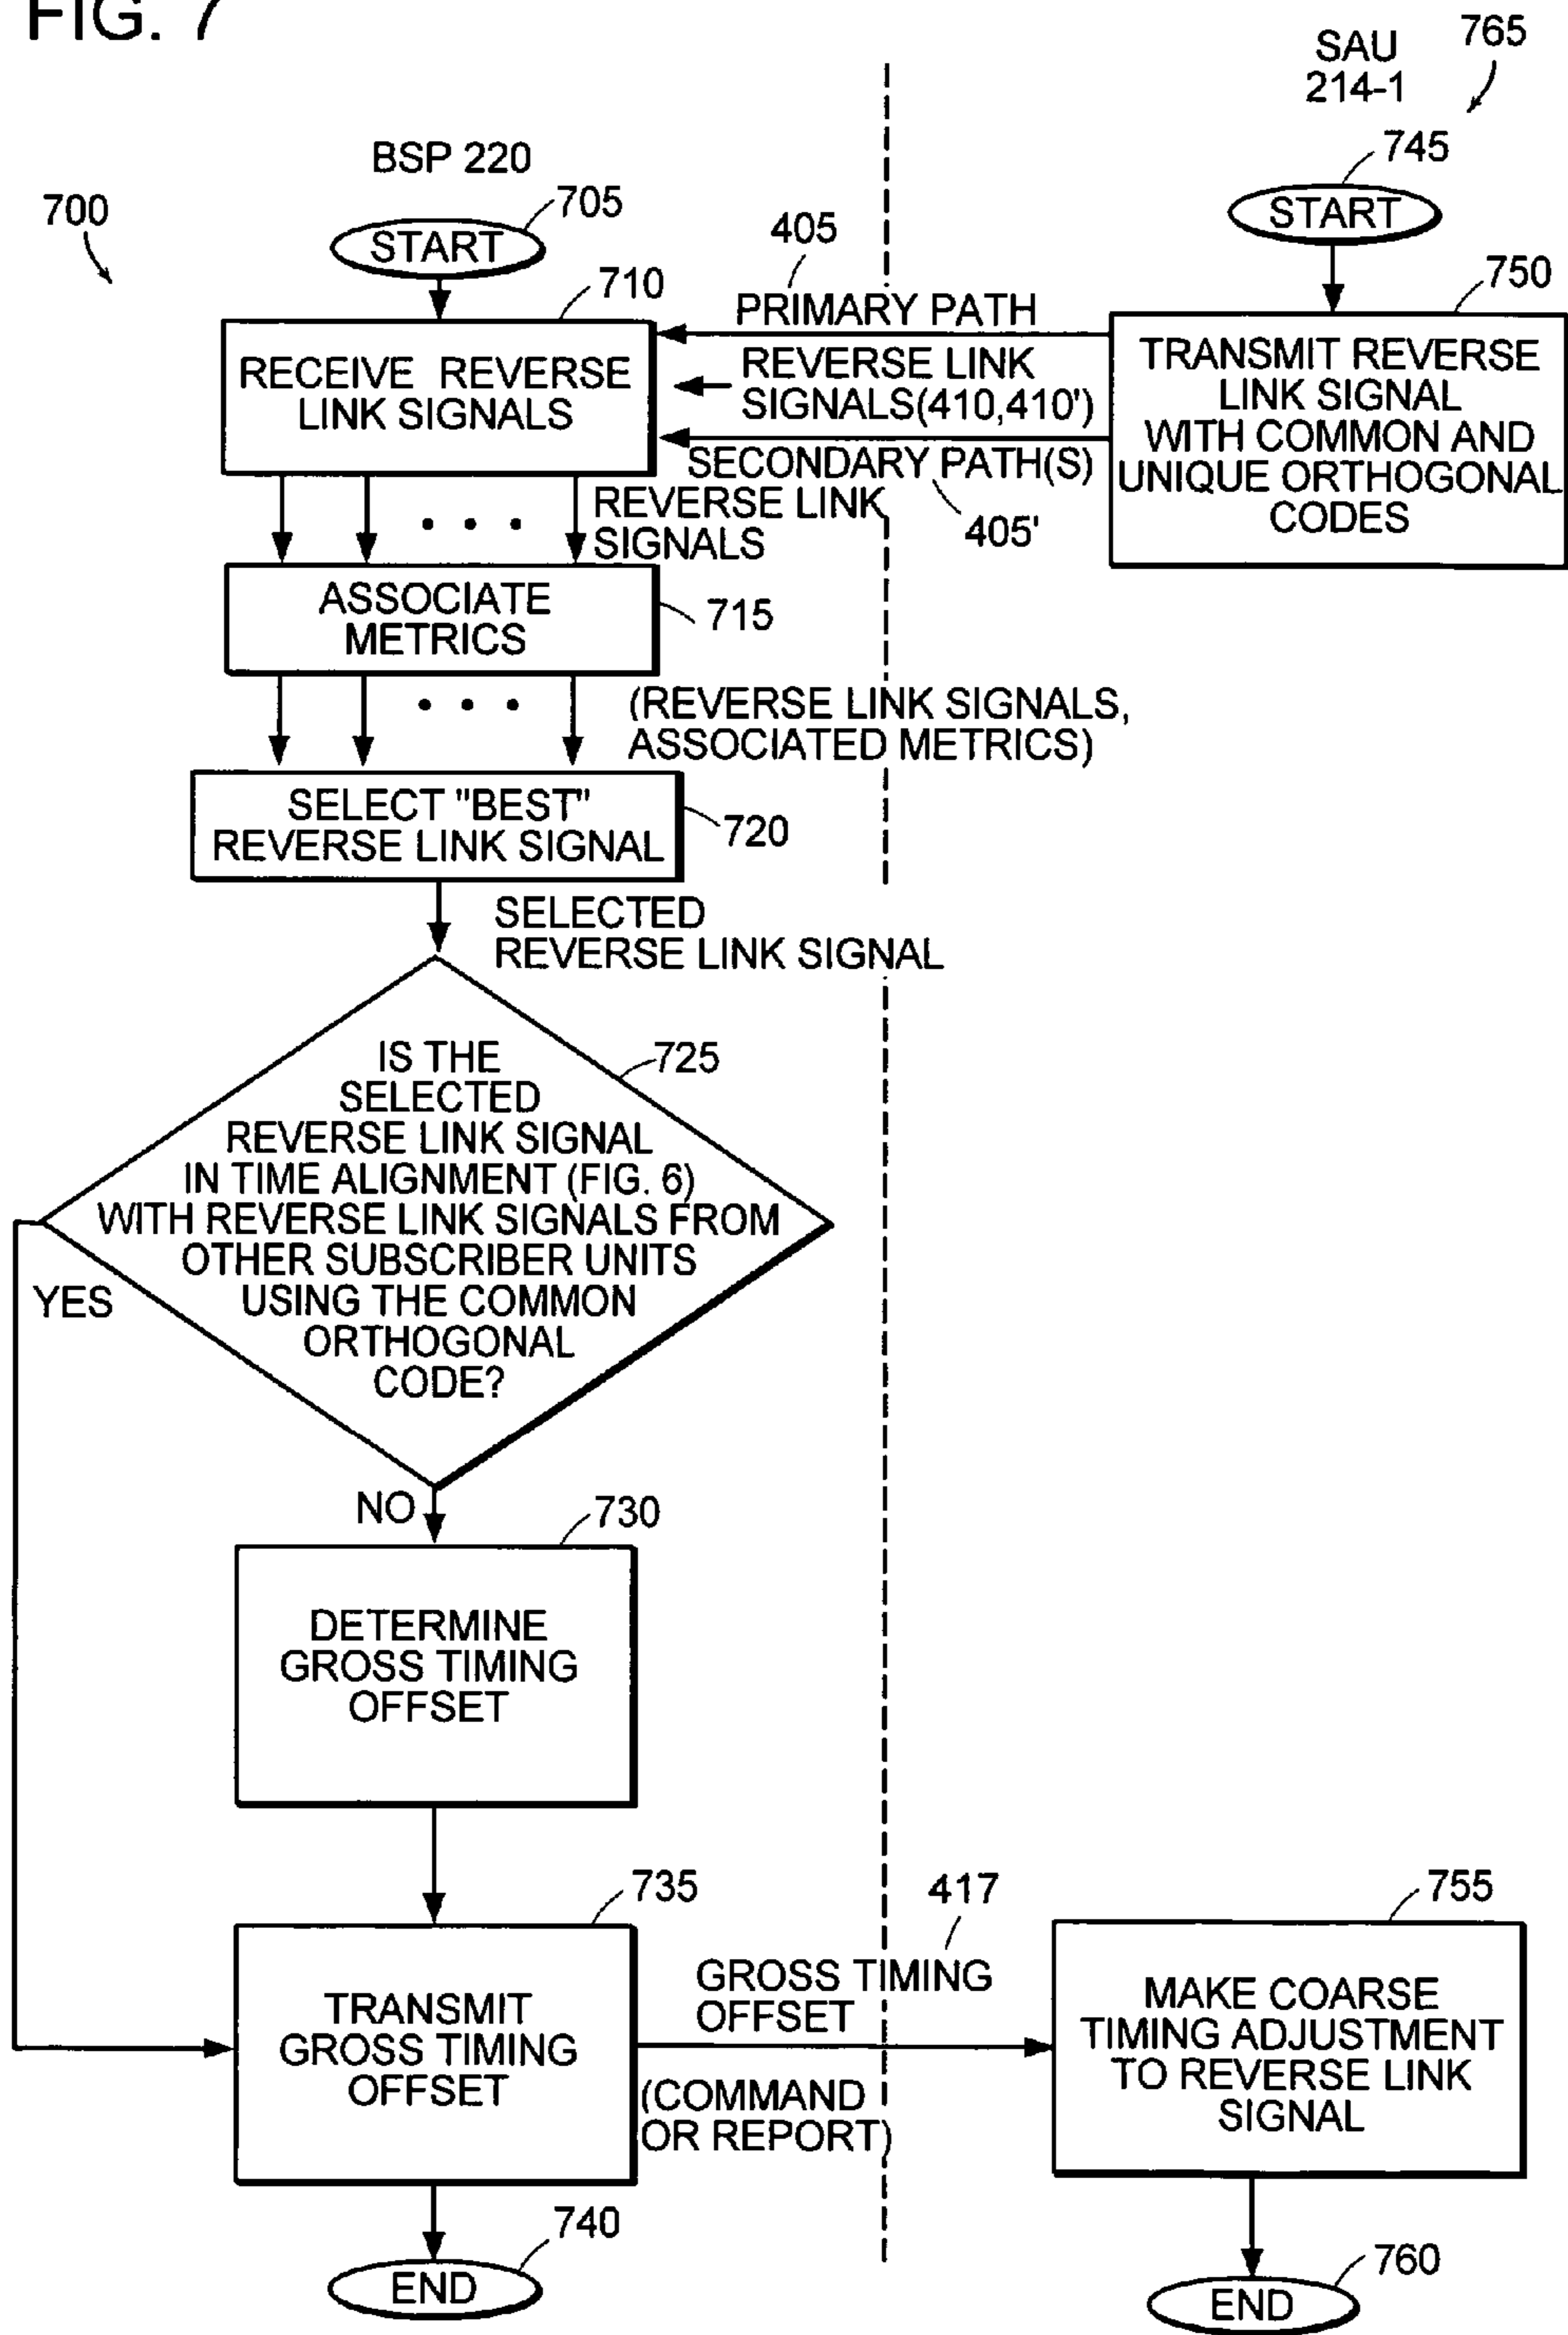 FIG. 7
SAU
214-1
765
BSP 220
745
START
700
705
START
405
750
710
PRIMARY PATH
RECEIVE REVERSE
LINK SIGNALS
REVERSE LINK
SIGNALS(410,410')
TRANSMIT REVERSE
LINK SIGNAL
WITH COMMON AND
UNIQUE ORTHOGONAL
CODES
SECONDARY PATH(S)
405'
REVERSE LINK
SIGNALS
ASSOCIATE
METRICS
715
(REVERSE LINK SIGNALS,
ASSOCIATED METRICS)
SELECT "BEST"
REVERSE LINK SIGNAL
720
SELECTED
REVERSE LINK SIGNAL
IS THE
SELECTED
REVERSE LINK SIGNAL
IN TIME ALIGNMENT (FIG. 6)
WITH REVERSE LINK SIGNALS FROM
OTHER SUBSCRIBER UNITS
USING THE COMMON
ORTHOGONAL
CODE?
725
YES
NO
730
DETERMINE
GROSS TIMING
OFFSET
735
TRANSMIT
GROSS TIMING
OFFSET
417
GROSS TIMING
OFFSET
(COMMAND
OR REPORT)
755
MAKE COARSE
TIMING ADJUSTMENT
TO REVERSE LINK
SIGNAL
740
END
760
END